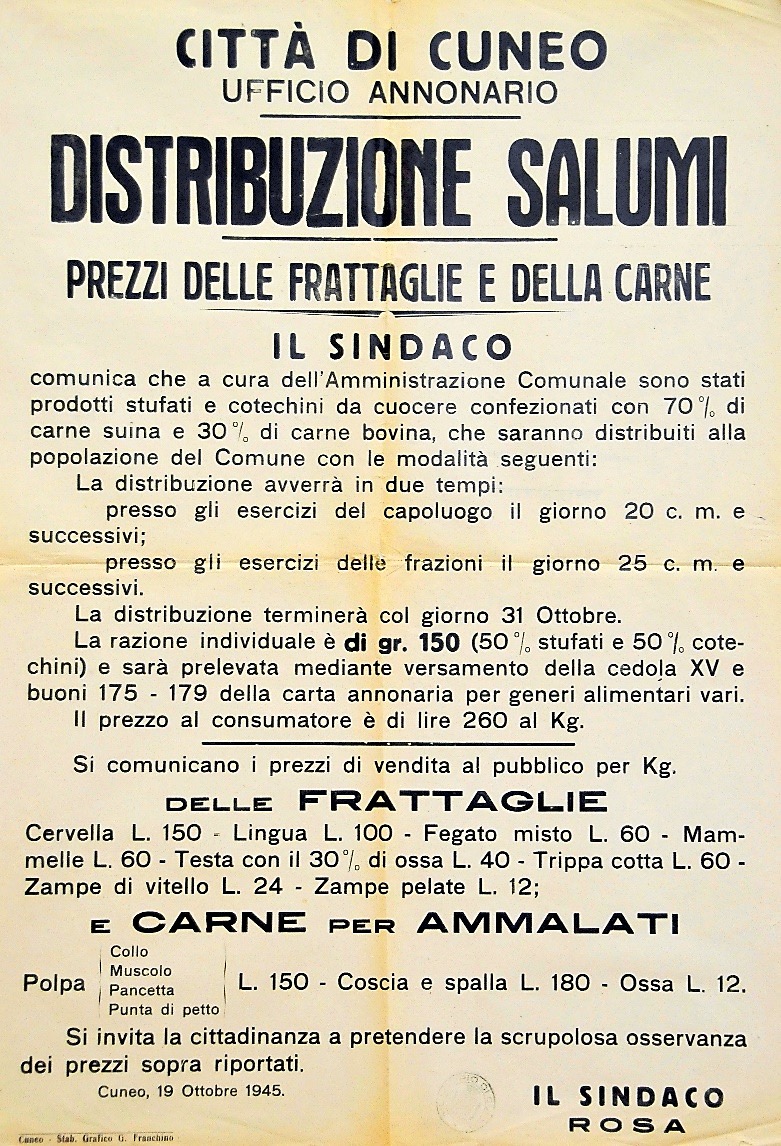 CITTÀ DI CUNEO
UFFICIO ANNONARIO
DISTRIBUZIONE SALUMI
PREZZI DELLE FRATTAGLIE E DELLA CARNE
IL SINDACO
comunica che a cura dell'Amministrazione Comunale sono stati
prodotti stufati e cotechini da cuocere confezionati con 70 % di
carne suina e 30 % di carne bovina, che saranno distribuiti alla
popolazione del Comune con le modalità seguenti:
La distribuzione avverrà in due tempi:
presso gli esercizi del capoluogo il giorno 20 c. m. e
successivi;
presso gli esercizi delle frazioni il giorno 25 c. m. e
successivi.
La distribuzione terminerà col giorno 31 Ottobre.
La razione individuale è di gr. 150 (50 % stufati e 50 % cote-
chini) e sarà prelevata mediante versamento della cedola XV e
buoni 175 - 179 della carta annonaria per generi alimentari vari.
Il prezzo al consumatore è di lire 260 al Kg.
Si comunicano i prezzi di vendita al pubblico per Kg.
DELLE FRATTAGLIE
Cervella L. 150 - Lingua L. 100 - Fegato misto L. 60 - Mam-
melle L. 60 - Testa con il 30 % di ossa L. 40 - Trippa cotta L. 60 -
Zampe di vitello L. 24 - Zampe pelate L. 12;
E CARNE PER AMMALATI
Collo
Muscolo
Polpa Pancetta L. 150 - Coscia e spalla L. 180 - Ossa L. 12.
Punta di petto
Si invita la cittadinanza a pretendere la scrupolosa osservanza
dei prezzi sopra riportati.
Cuneo, 19 Ottobre 1945.
IL SINDACO
ROSA
Cuneo - Stab. Grafico G. Franchino